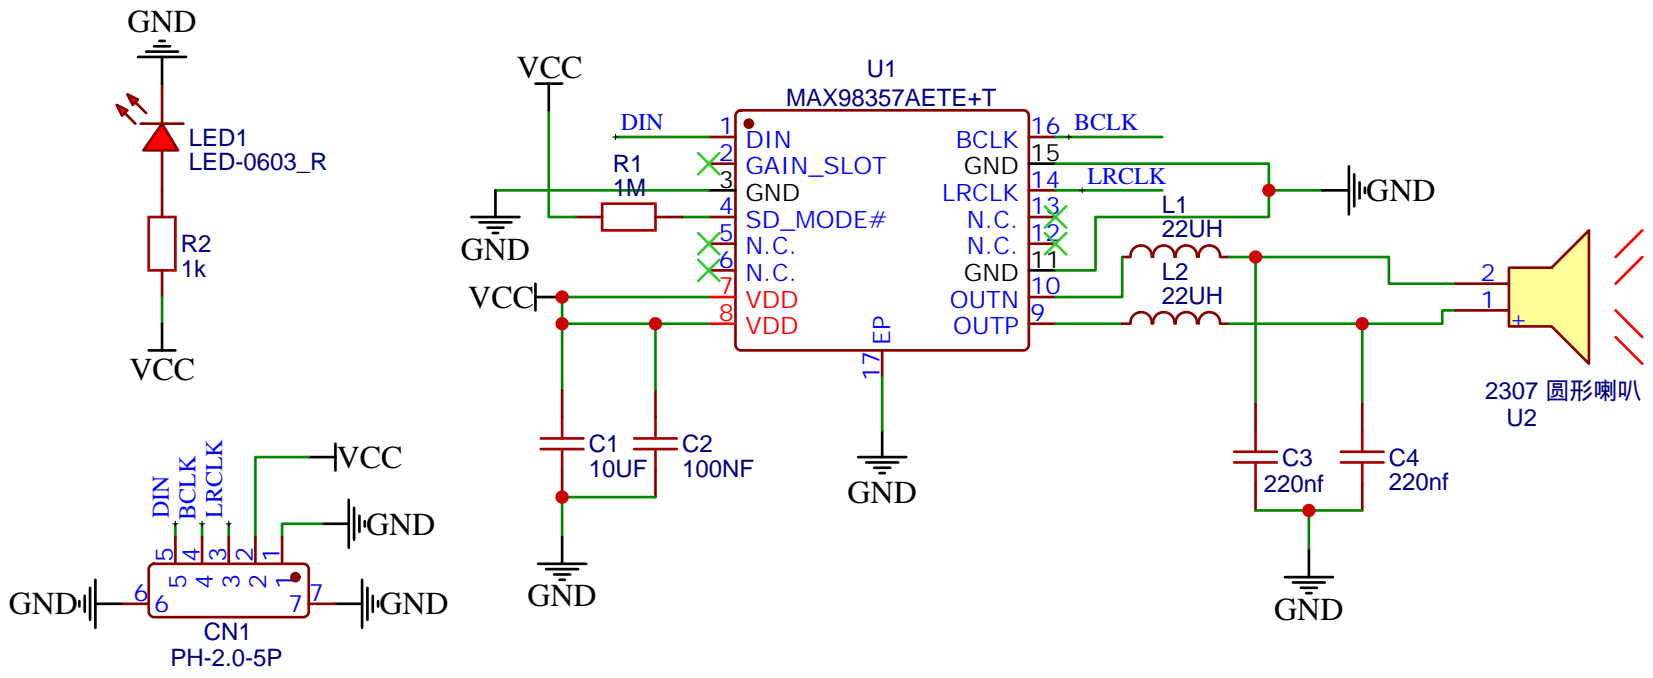 GND
LED1
LED-0603_R
R2
1k
VCC
VCC
U1
MAX98357AETE+T
DIN
R1
1M
GND
VCC
1
2
3
4
5
6
7
8
DIN
GAIN_SLOT
GND
SD_MODE#
N.C.
N.C.
VDD
VDD
EP
17
BCLK
GND
LRCLK
N.C.
N.C.
GND
OUTN
OUTP
16
15
14
13
12
11
10
9
BCLK
LRCLK
GND
L1
22UH
L2
22UH
2
1
+
2307 圆形喇叭
U2
C1
10UF
C2
100NF
GND
GND
C3
220nf
C4
220nf
GND
DIN
BCLK
LRCLK
VCC
GND
5
4
3
2
1
5
4
3
2
1
GND
6
6
7
7
GND
CN1
PH-2.0-5P